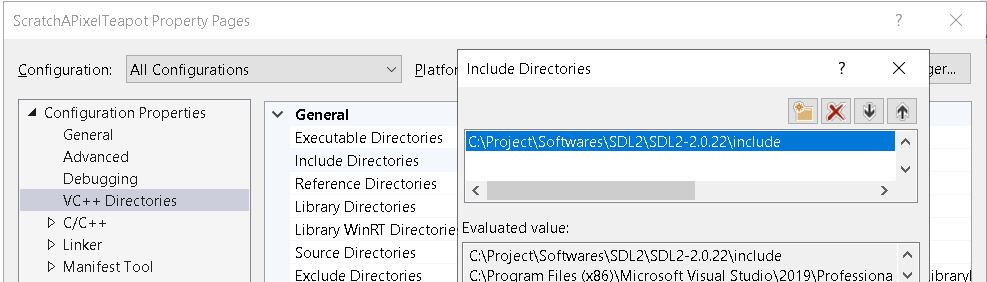 ScratchAPixelTeapot Property Pages
Configuration: All Configurations Platfor
ger...
Include Directories
Configuration Properties
General
Advanced
Debugging
VC++ Directories
C/C++
Linker
Manifest Tool
General
Executable Directories
Include Directories
Reference Directories
Library Directories
Library WinRT Directorie
Source Directories
Exclude Directories
C:\Project\Softwares\SDL2\SDL2-2.0.22\include
Evaluated value:
C:\Project\Softwares\SDL2\SDL2-2.0.22\include
C:\Program Files (x86)\Microsoft Visual Studio\2019\Professiona
ibraryl